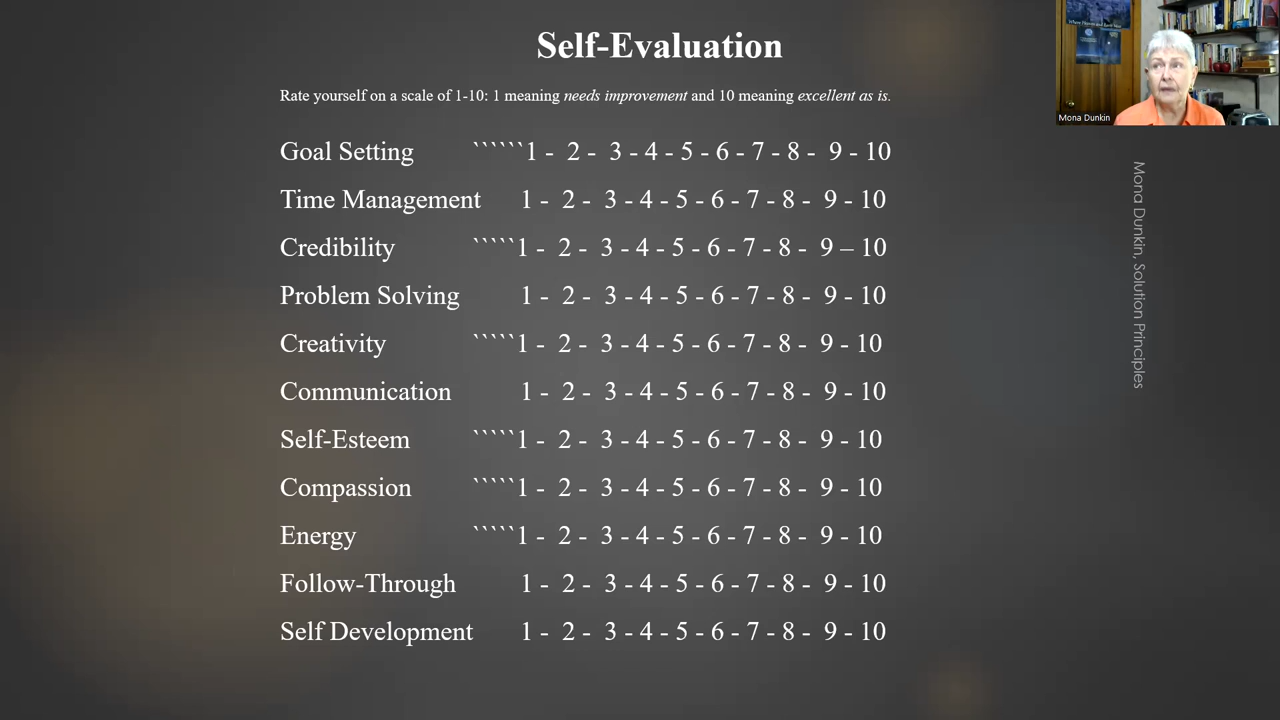 Self-Evaluation
Rate yourself on a scale of 1-10: 1 meaning needs improvement and 10 meaning excellent as is.
Goal Setting ``````1 - 2 - 3 - 4 - 5 - 6 - 7 - 8 - 9 - 10
Time Management 1 - 2 - 3 - 4 - 5 - 6 - 7 - 8 - 9 - 10
Credibility `````1 - 2 - 3 - 4 - 5 - 6 - 7 - 8 - 9 – 10
Problem Solving 1 - 2 - 3 - 4 - 5 - 6 - 7 - 8 - 9 - 10
Creativity `````1 - 2 - 3 - 4 - 5 - 6 - 7 - 8 - 9 - 10
Communication 1 - 2 - 3 - 4 - 5 - 6 - 7 - 8 - 9 - 10
Self-Esteem `````1 - 2 - 3 - 4 - 5 - 6 - 7 - 8 - 9 - 10
Compassion `````1 - 2 - 3 - 4 - 5 - 6 - 7 - 8 - 9 - 10
Energy `````1 - 2 - 3 - 4 - 5 - 6 - 7 - 8 - 9 - 10
Follow-Through 1 - 2 - 3 - 4 - 5 - 6 - 7 - 8 - 9 - 10
Self Development 1 - 2 - 3 - 4 - 5 - 6 - 7 - 8 - 9 - 10
Mona Dunkin
Mona Dunkin, Solution Principles